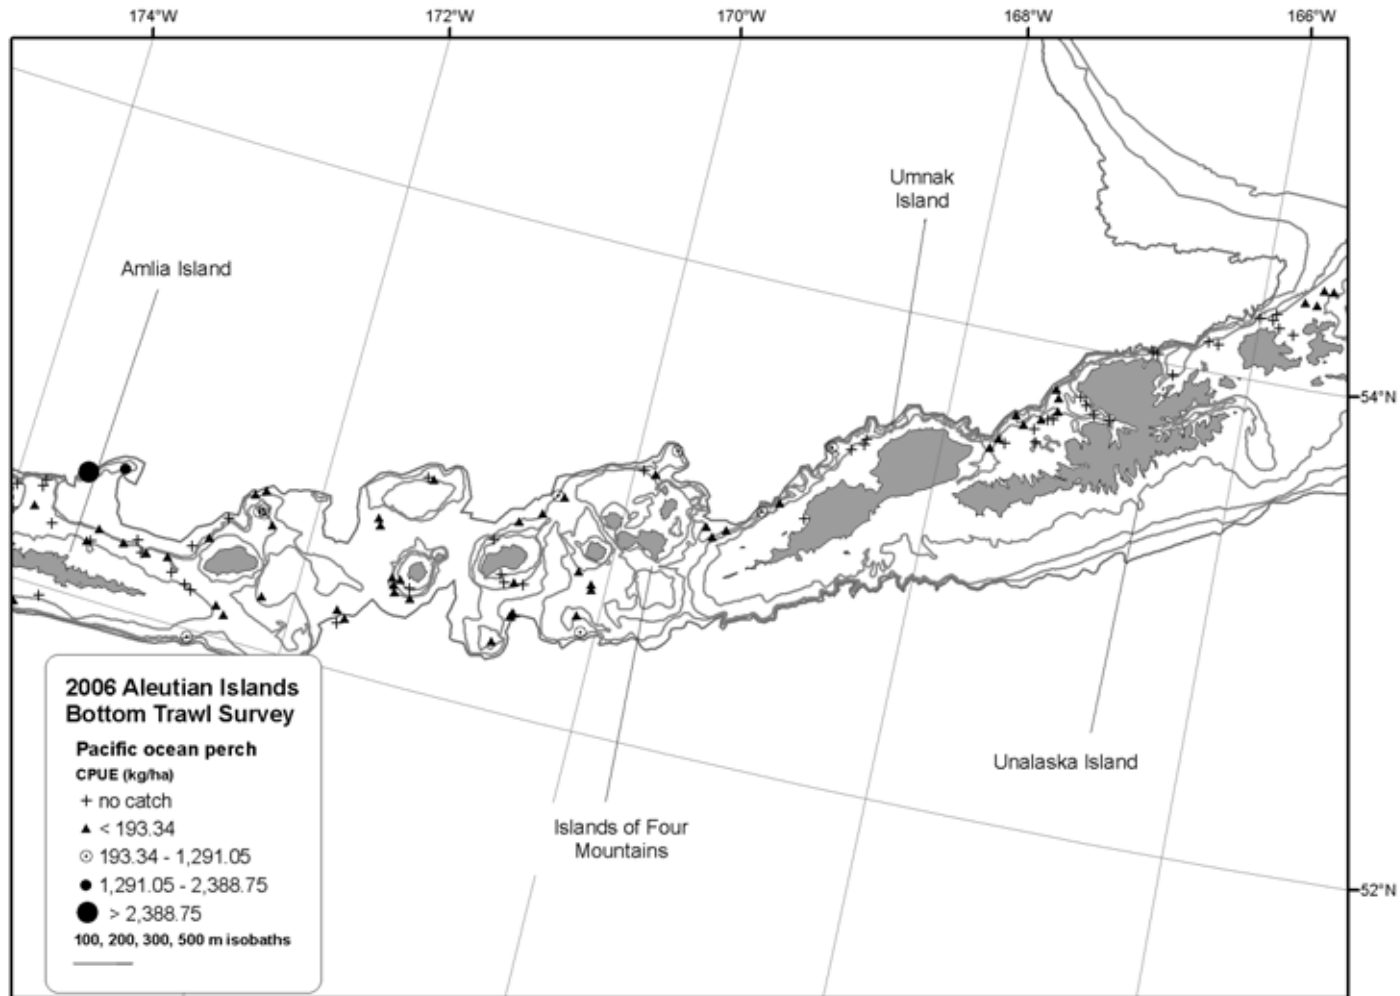 174°W
172°W
170°W
168°W
166°W
Umnak
Island
Amlia Island
54°N
Unalaska Island
Islands of Four
Mountains
52°N
2006 Aleutian Islands
Bottom Trawl Survey
Pacific ocean perch
CPUE (kg/ha)
+ no catch
▲ < 193.34
193.34 - 1,291.05
1,291.05 - 2,388.75
> 2,388.75
100, 200, 300, 500 m isobaths